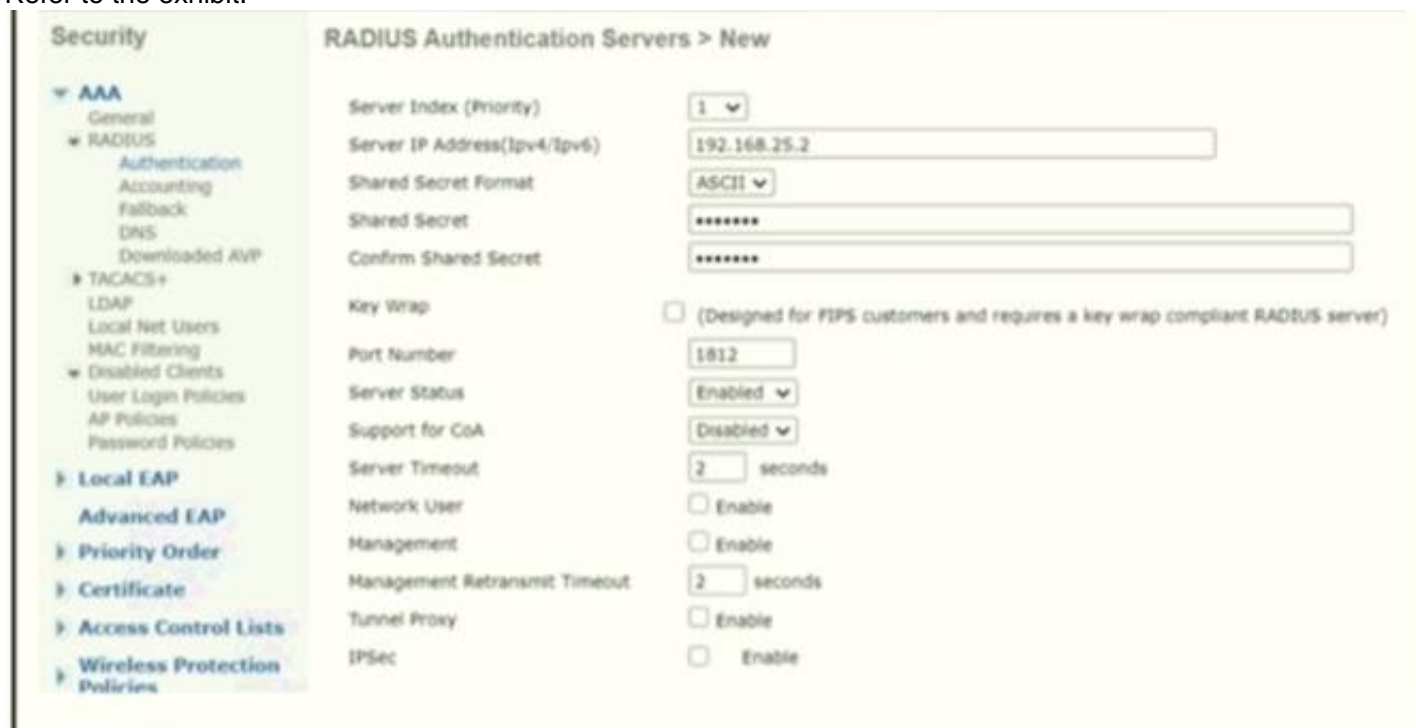 Refer to the exhibit.
Security
RADIUS Authentication Servers > New
AAA
General
RADIUS
Authentication
Accounting
Fallback
DNS
Downloaded AVP
TACACS+
LDAP
Local Net Users
MAC Filtering
Disabled Clients
User Login Policies
AP Policies
Password Policies
Local EAP
Advanced EAP
Priority Order
Certificate
Access Control Lists
Wireless Protection
Policies
Server Index (Priority) 1
Server IP Address(Ipv4/Ipv6) 192.168.25.2
Shared Secret Format ASCII
Shared Secret •••••••
Confirm Shared Secret •••••••
Key Wrap (Designed for FIPS customers and requires a key wrap compliant RADIUS server)
Port Number 1812
Server Status Enabled
Support for CoA Disabled
Server Timeout 2 seconds
Network User Enable
Management Enable
Management Retransmit Timeout 2 seconds
Tunnel Proxy Enable
IPSec Enable